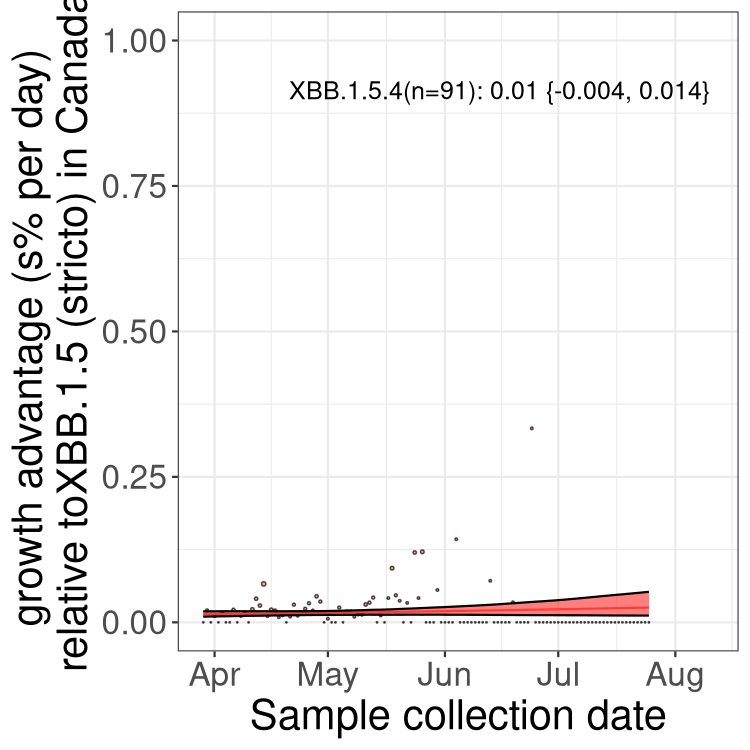 growth advantage (s% per day)
relative toXBB.1.5 (stricto) in Canada
1.00
0.75
0.50
0.25
0.00
XBB.1.5.4(n=91): 0.01 {-0.004, 0.014}
Apr May Jun Jul Aug
Sample collection date